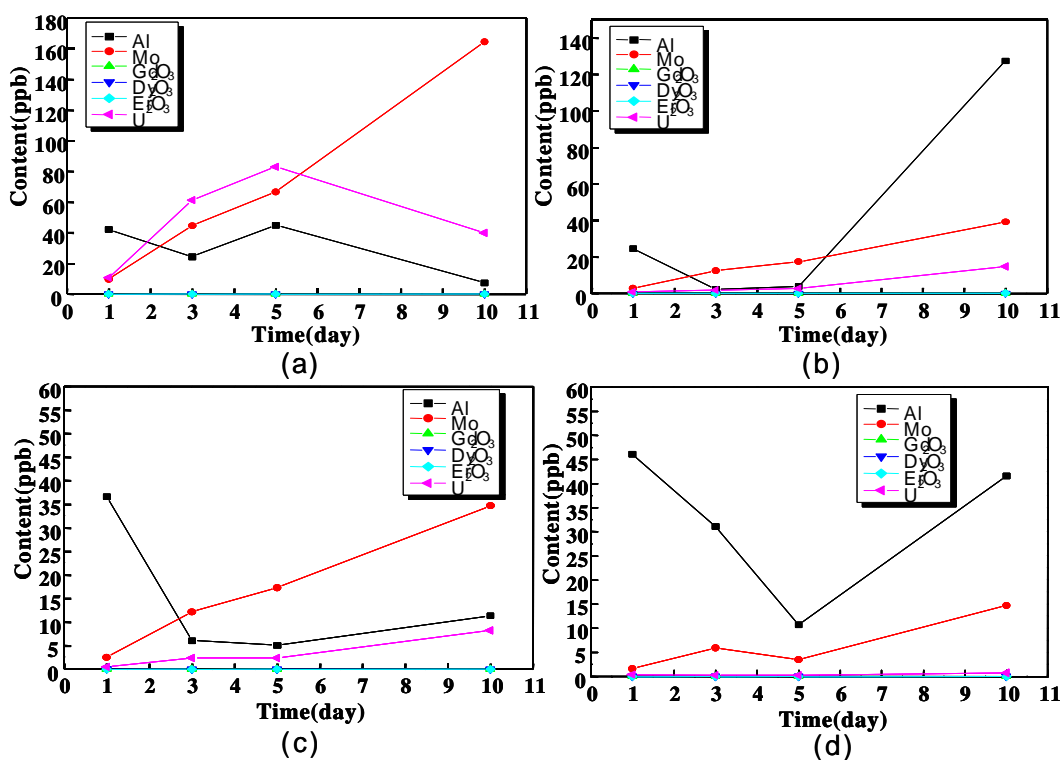 180
160
140
120
100
80
60
40
20
0
Content(ppb)
Al
Mo
Gd2O3
Dy2O3
Er2O3
U
0 1 2 3 4 5 6 7 8 9 10 11
Time(day)
(a)
140
120
100
80
60
40
20
0
Content(ppb)
Al
Mo
Gd2O3
Dy2O3
Er2O3
U
0 1 2 3 4 5 6 7 8 9 10 11
Time(day)
(b)
60
55
50
45
40
35
30
25
20
15
10
5
0
Content(ppb)
Al
Mo
Gd2O3
Dy2O3
Er2O3
U
0 1 2 3 4 5 6 7 8 9 10 11
Time(day)
(c)
60
55
50
45
40
35
30
25
20
15
10
5
0
Content(ppb)
Al
Mo
Gd2O3
Dy2O3
Er2O3
U
0 1 2 3 4 5 6 7 8 9 10 11
Time(day)
(d)